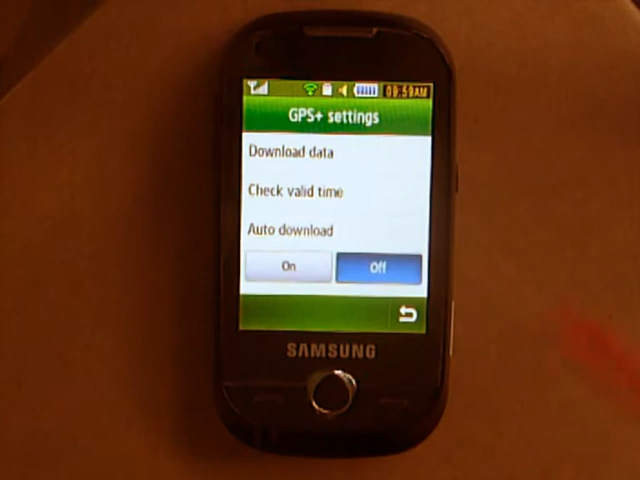 09:59AM
GPS+ settings
Download data
Check valid time
Auto download
On Off
SAMSUNG